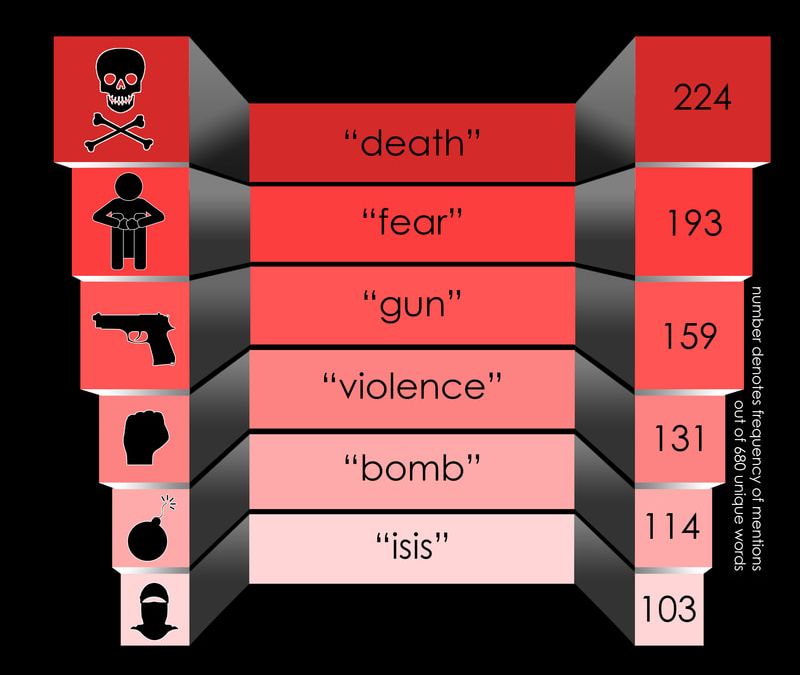 “death” 224
“fear” 193
“gun” 159
“violence” 131
“bomb” 114
“isis” 103
number denotes frequency of mentions
out of 680 unique words